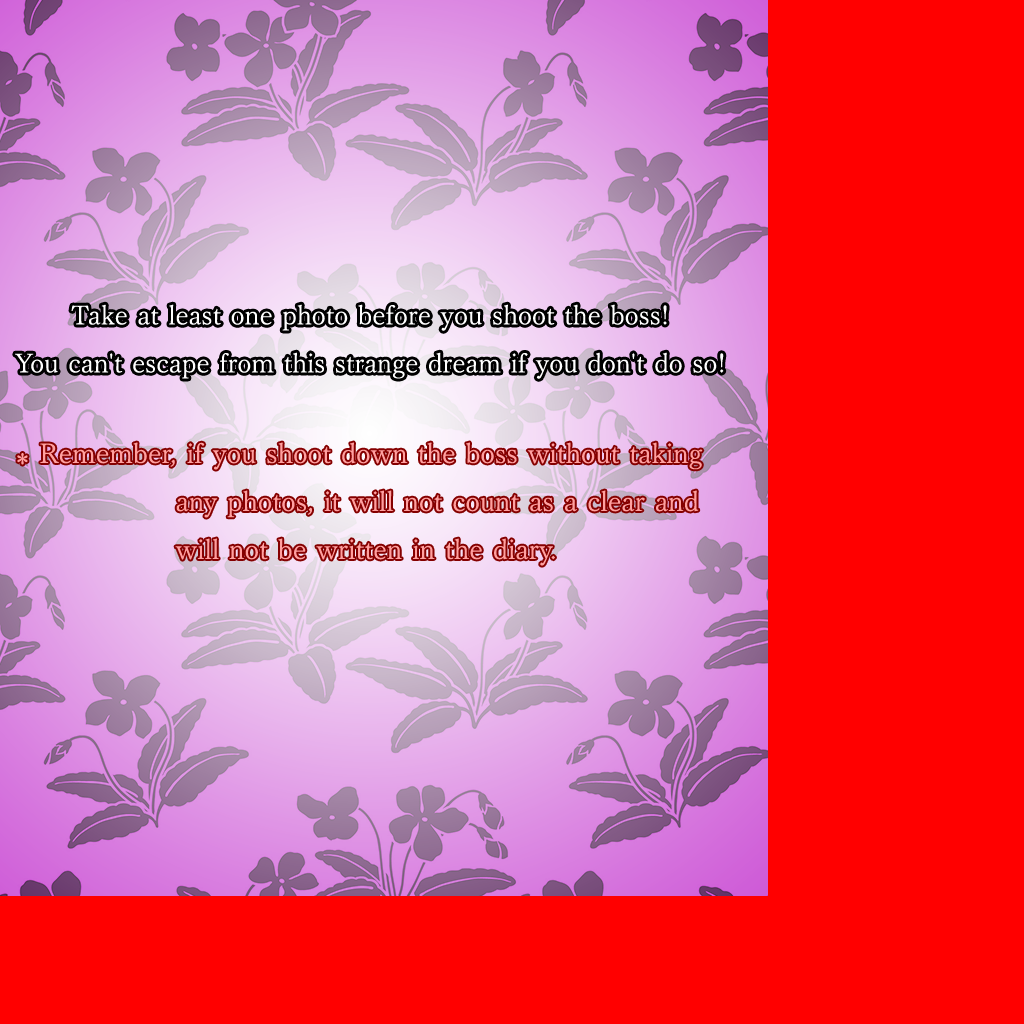 Take at least one photo before you shoot the boss!
You can't escape from this strange dream if you don't do so!
* Remember, if you shoot down the boss without taking
any photos, it will not count as a clear and
will not be written in the diary.